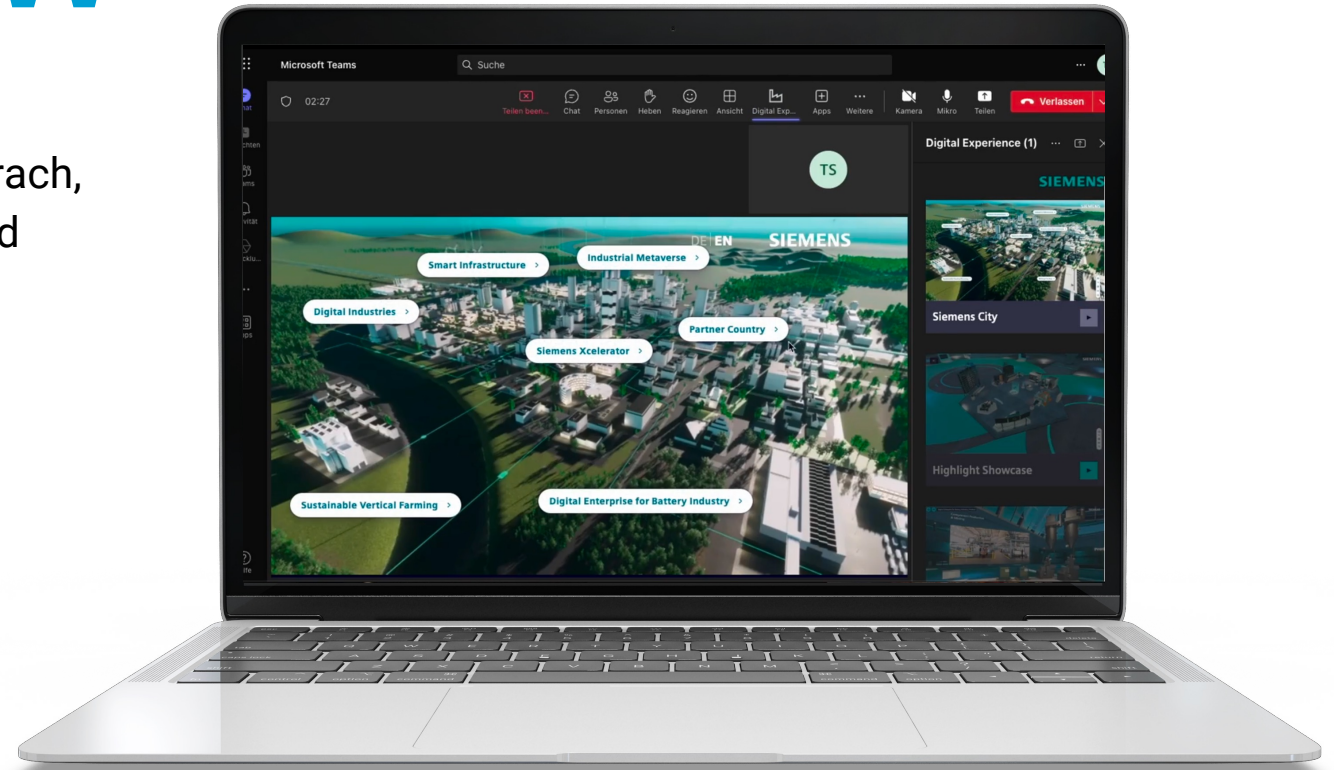 rach,
d
Microsoft Teams
Suche
02:27
Teilen been...
Chat
Personen
Heben
Reagieren
Ansicht
Digital Exp...
Apps
Weitere
Kamera
Mikro
Teilen
Verlassen
Digital Experience (1)
TS
SIEMENS
DE EN SIEMENS
Smart Infrastructure
Industrial Metaverse
Digital Industries
Partner Country
Siemens Xcelerator
Siemens City
Highlight Showcase
Sustainable Vertical Farming
Digital Enterprise for Battery Industry
command
option